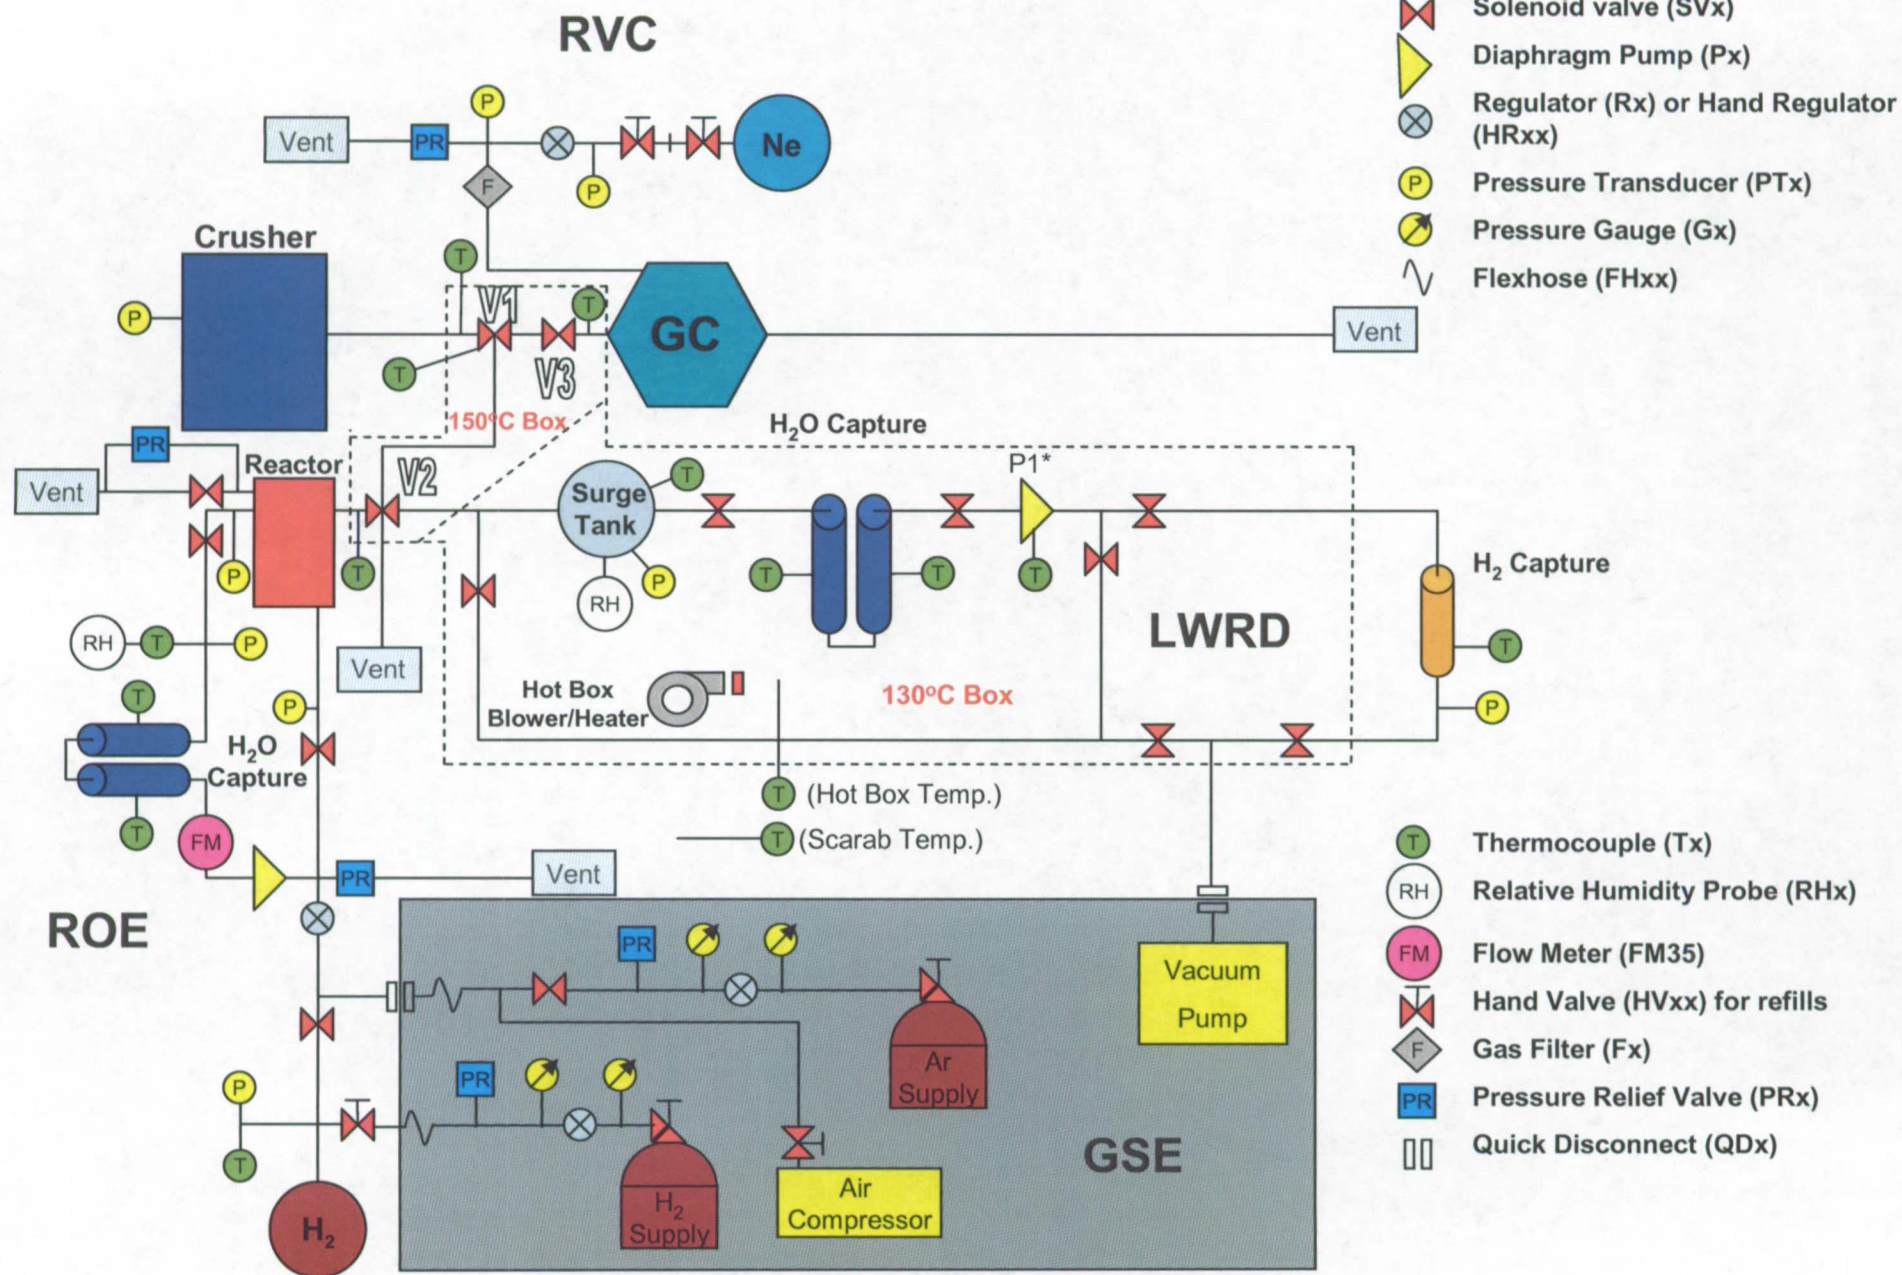 RVC
Solenoid valve (SVx)
Diaphragm Pump (Px)
Regulator (Rx) or Hand Regulator
(HRxx)
Pressure Transducer (PTx)
Pressure Gauge (Gx)
Flexhose (FHxx)
P
Vent
PR
Ne
P
F
Crusher
T
V1
T
P
GC
Vent
T
V3
150ºC Box
H2O Capture
PR
Reactor
V2
P1*
Vent
Surge
Tank
T
H2 Capture
P
T
RH
P
T
T
T
RH
T
P
Vent
LWRD
T
T
P
Hot Box
Blower/Heater
130ºC Box
P
H2O
Capture
T
(Hot Box Temp.)
T
(Scarab Temp.)
FM
PR
Vent
ROE
T
Thermocouple (Tx)
RH
Relative Humidity Probe (RHx)
FM
Flow Meter (FM35)
Hand Valve (HVxx) for refills
F
Gas Filter (Fx)
PR
Pressure Relief Valve (PRx)
Quick Disconnect (QDx)
PR
Vacuum
Pump
Ar
Supply
PR
P
T
H2
H2
Supply
Air
Compressor
GSE